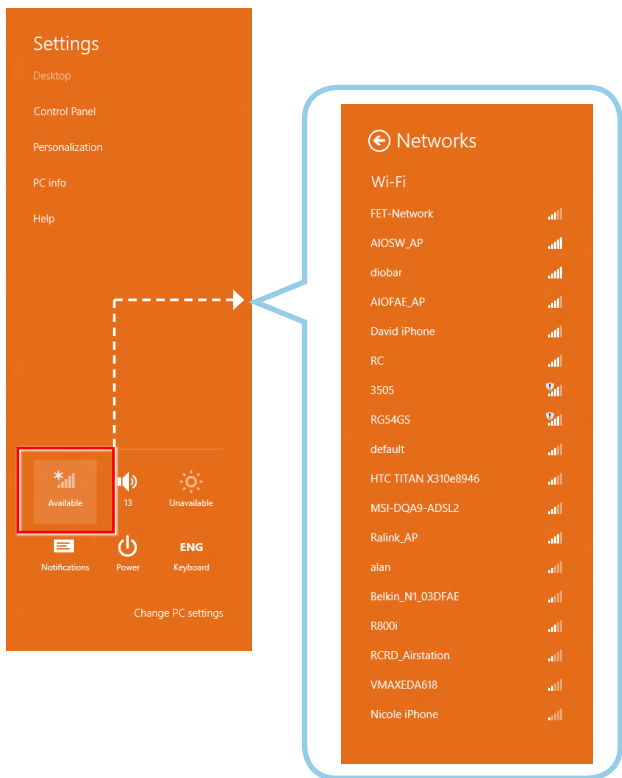 Settings
Desktop
Control Panel
Personalization
PC info
Help
Available
13
Unavailable
Notifications
Power
ENG
Keyboard
Change PC settings
Networks
Wi-Fi
FET-Network
AIOSW_AP
diobar
AIOFAE_AP
David iPhone
RC
3505
RG54GS
default
HTC TITAN X310e8946
MSI-DQA9-ADSL2
Ralink_AP
alan
Belkin_N1_03DFAE
R800i
RCRD_Airstation
VMAXEDA618
Nicole iPhone